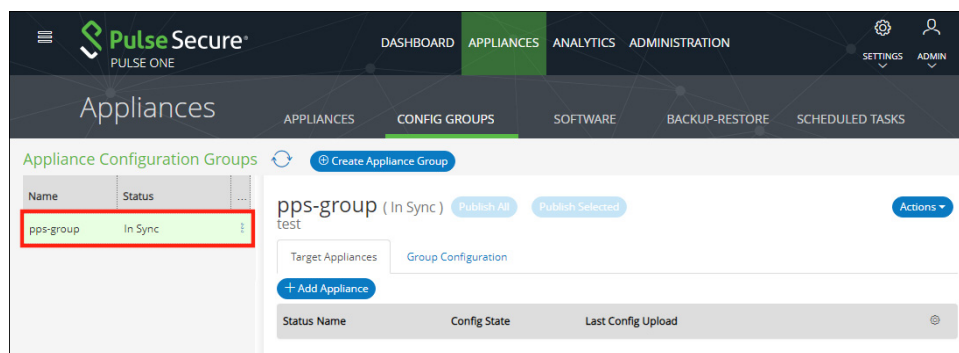 Pulse Secure®
PULSE ONE
DASHBOARD APPLIANCES ANALYTICS ADMINISTRATION
SETTINGS ADMIN
Appliances
APPLIANCES CONFIG GROUPS SOFTWARE BACKUP-RESTORE SCHEDULED TASKS
Appliance Configuration Groups
Create Appliance Group
Name Status ...
pps-group In Sync
pps-group ( In Sync ) Publish All Publish Selected Actions
test
Target Appliances Group Configuration
+ Add Appliance
Status Name Config State Last Config Upload